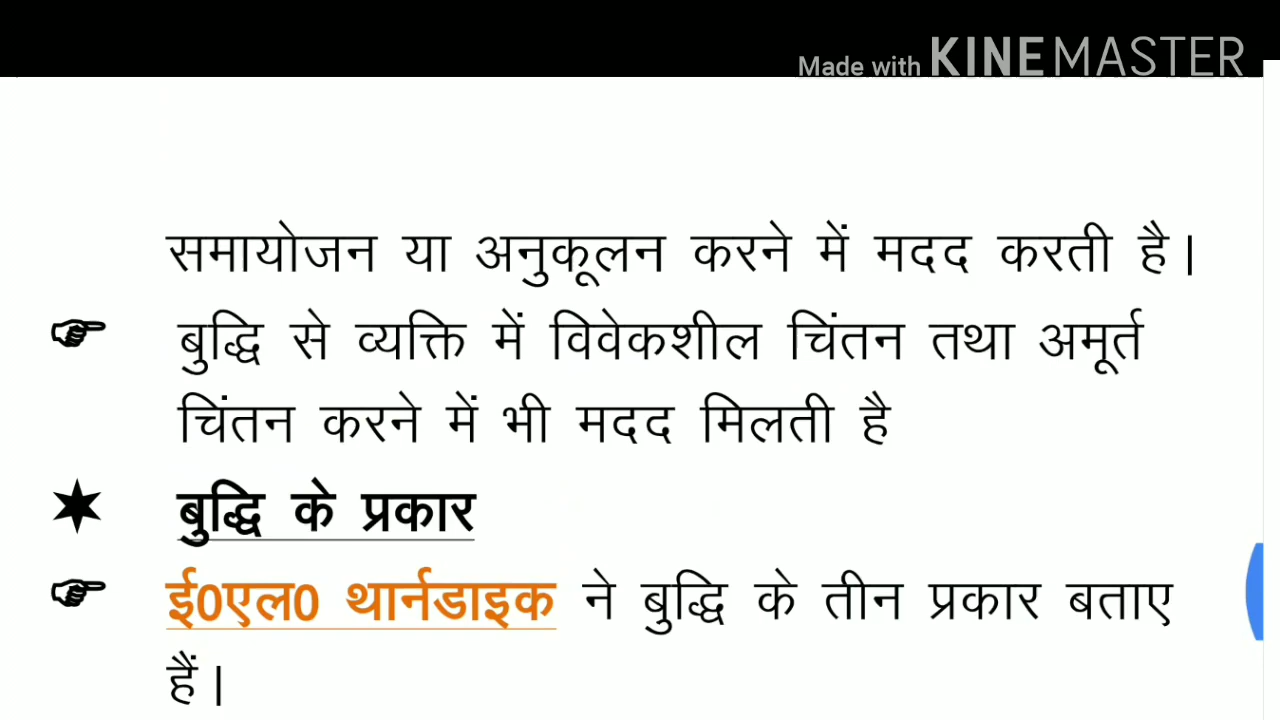 Made with KINEMASTER
समायोजन या अनुकूलन करने में मदद करती है।
☞ बुद्धि से व्यक्ति में विवेकशील चिंतन तथा अमूर्त
चिंतन करने में भी मदद मिलती है
✶ बुद्धि के प्रकार
☞ ई0एल0 थार्नडाइक ने बुद्धि के तीन प्रकार बताए
हैं।